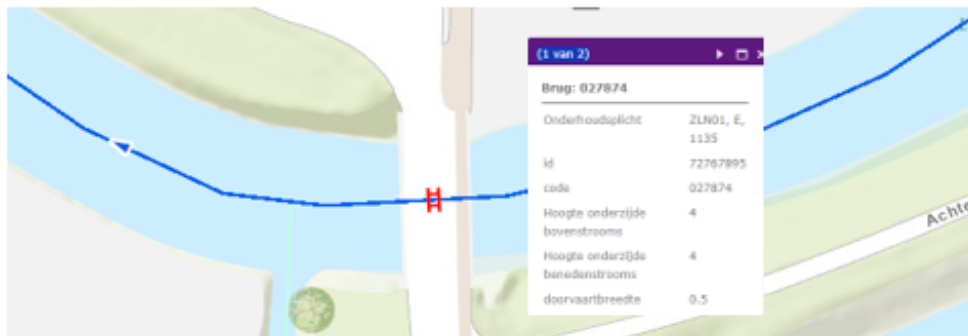 (1 van 2)
Brug: 027874
Onderhoudsplicht ZLN01, E,
1135
id 72767895
code 027874
Hoogte onderzijde 4
bovenstrooms
Hoogte onderzijde 4
benedenstrooms
doorvaartbreedte 0.5
Achte